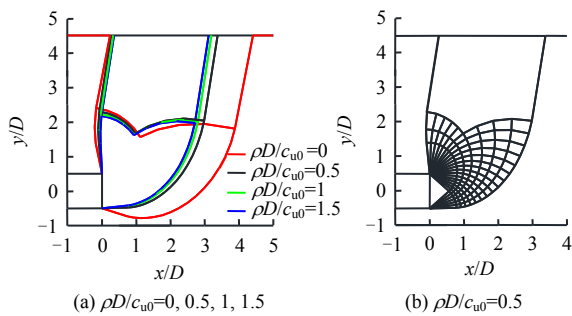 5
4
3
2
1
0
−1
y/D
−1 0 1 2 3 4 5
x/D
ρD/cu0=0
ρD/cu0=0.5
ρD/cu0=1
ρD/cu0=1.5
(a) ρD/cu0=0, 0.5, 1, 1.5
5
4
3
2
1
0
−1
y/D
−1 0 1 2 3 4
x/D
(b) ρD/cu0=0.5